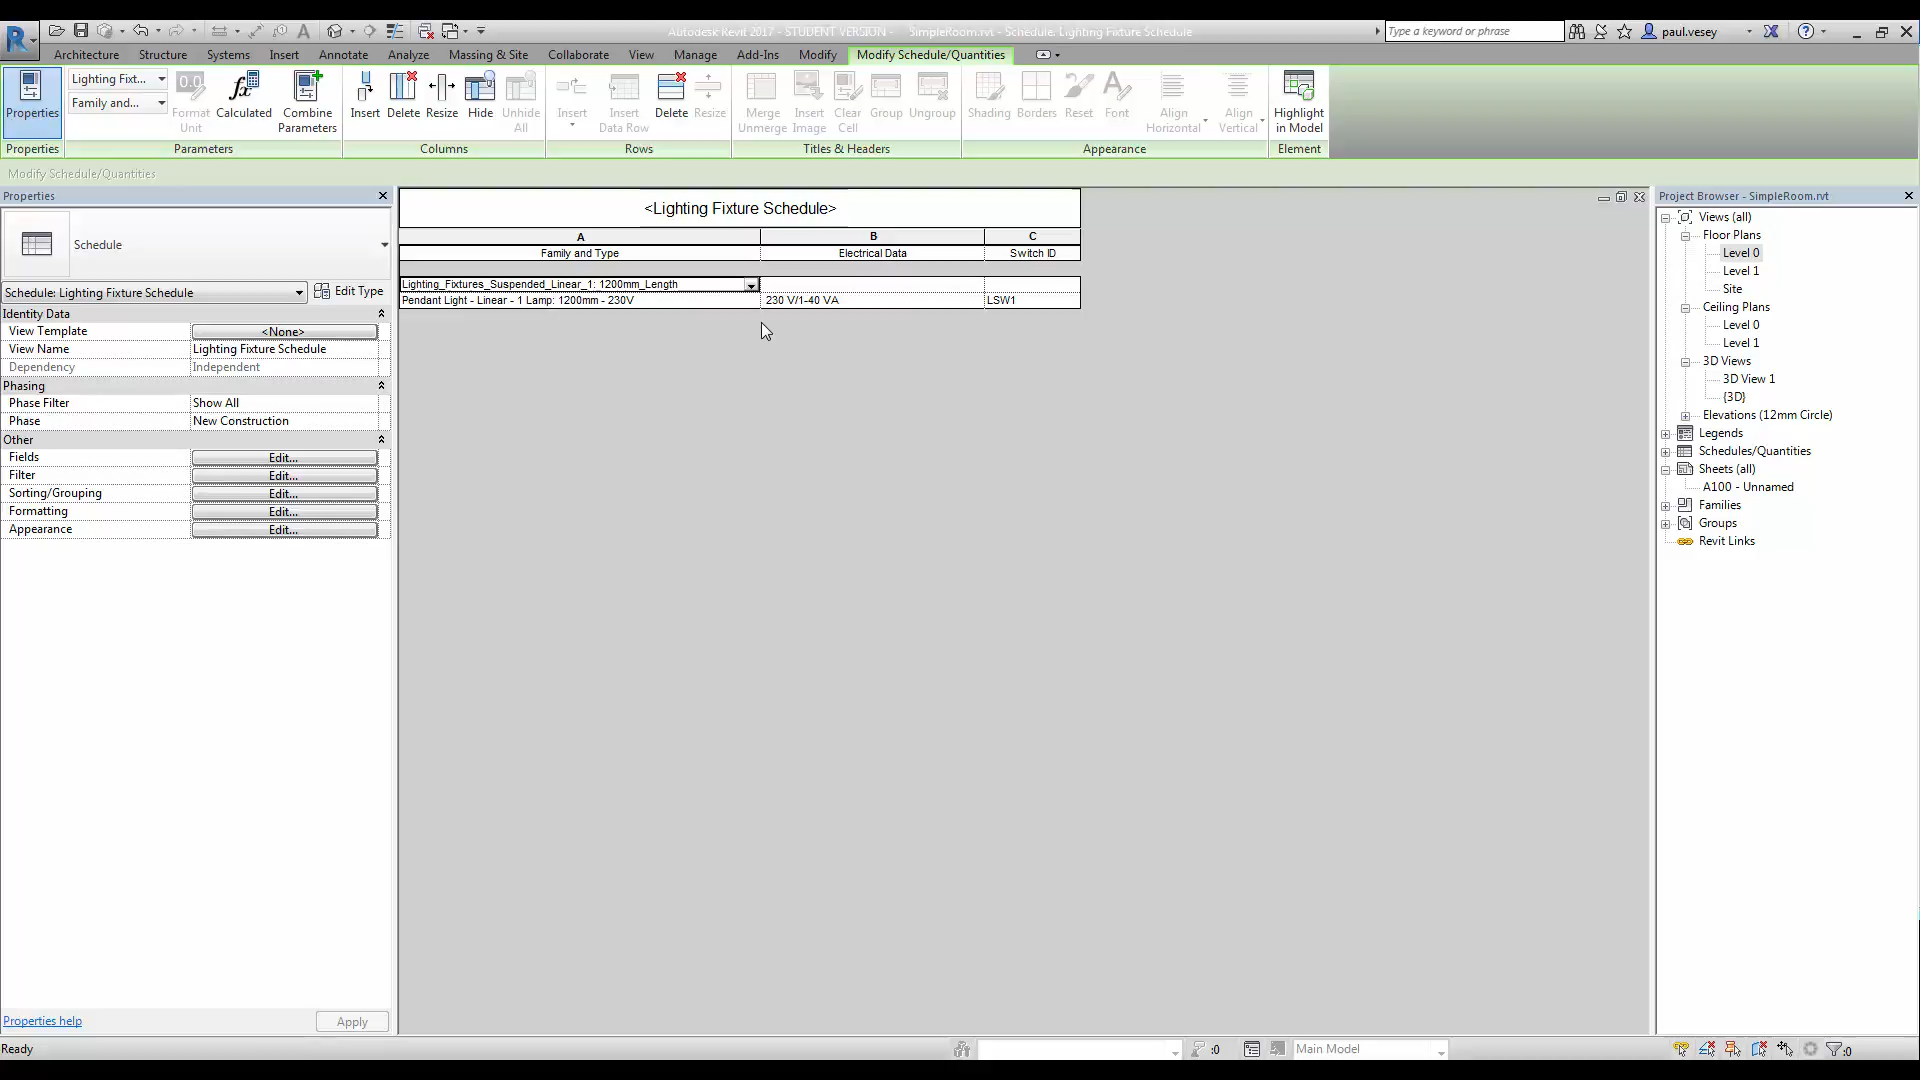 Autodesk Revit 2017 - STUDENT VERSION - SimpleRoom.rvt - Schedule: Lighting Fixture Schedule
Type a keyword or phrase
paul.vesey
Architecture Structure Systems Insert Annotate Analyze Massing & Site Collaborate View Manage Add-Ins Modify Modify Schedule/Quantities
Properties
Lighting Fixt...
Family and...
Format Unit
Calculated
Combine Parameters
Insert Delete Resize Hide Unhide All
Insert
Insert Data Row
Delete Resize
Merge Unmerge
Insert Image
Clear Cell
Group Ungroup
Shading Borders Reset Font
Align Horizontal
Align Vertical
Highlight in Model
Properties Parameters Columns Rows Titles & Headers Appearance Element
Modify Schedule/Quantities
Properties
Schedule
Schedule: Lighting Fixture Schedule
Edit Type
Identity Data
View Template <None>
View Name Lighting Fixture Schedule
Dependency Independent
Phasing
Phase Filter Show All
Phase New Construction
Other
Fields Edit...
Filter Edit...
Sorting/Grouping Edit...
Formatting Edit...
Appearance Edit...
Properties help
Apply
<Lighting Fixture Schedule>
A B C
Family and Type Electrical Data Switch ID
Lighting_Fixtures_Suspended_Linear_1: 1200mm_Length
Pendant Light - Linear - 1 Lamp: 1200mm - 230V 230 V/1-40 VA LSW1
Project Browser - SimpleRoom.rvt
Views (all)
Floor Plans
Level 0
Level 1
Site
Ceiling Plans
Level 0
Level 1
3D Views
3D View 1
{3D}
Elevations (12mm Circle)
Legends
Schedules/Quantities
Sheets (all)
A100 - Unnamed
Families
Groups
Revit Links
Ready
:0
Main Model
:0